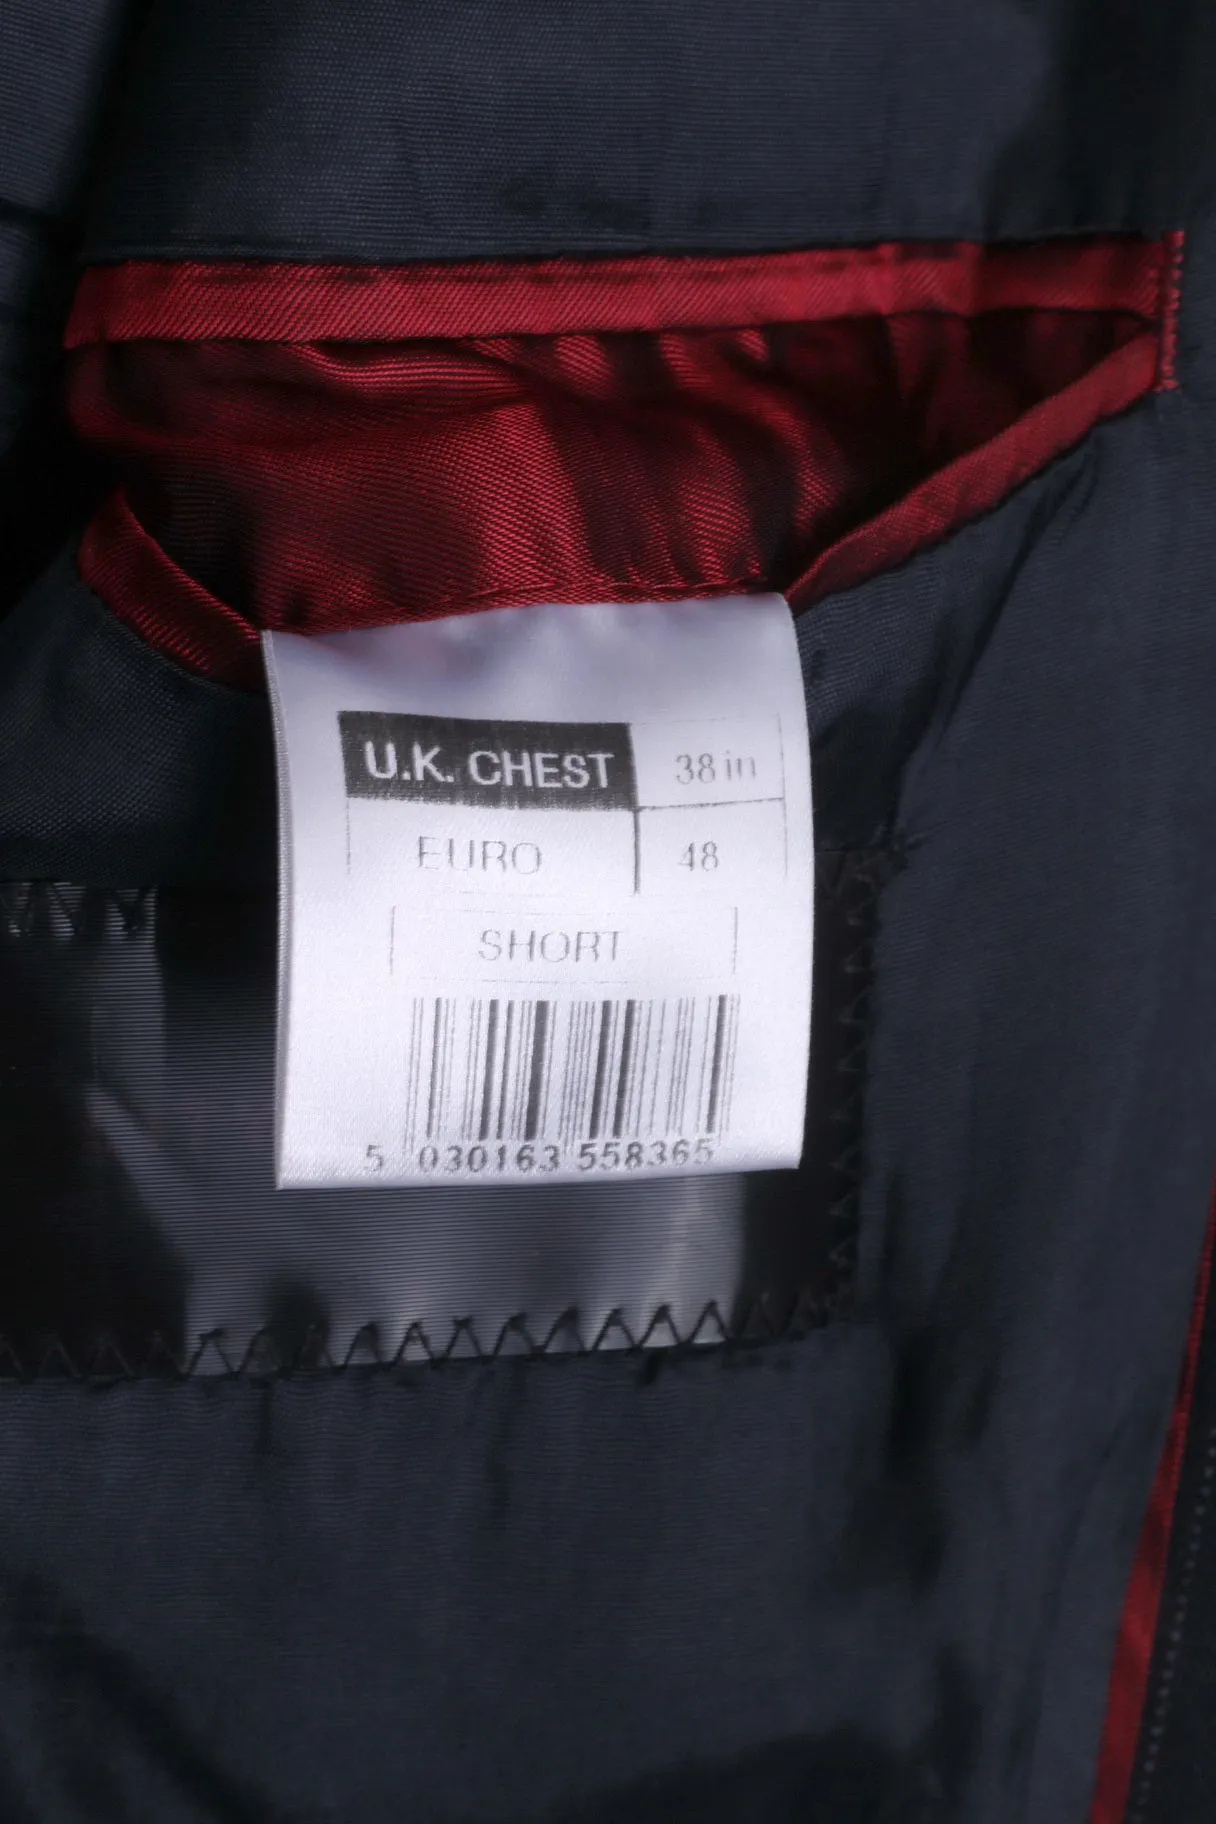 U.K. CHEST 38 in
EURO 48
SHORT
5 030163 558365